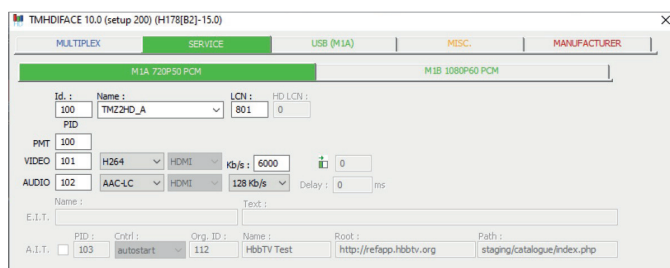 TMHDIFACE 10.0 (setup 200) (H178[B2]-15.0)
MULTIPLEX SERVICE USB (M1A) MISC. MANUFACTURER
M1A 720P50 PCM M1B 1080P60 PCM
Id. : Name : LCN : HD LCN :
100 TMZ2HD_A 801 0
PID
PMT 100
VIDEO 101 H264 HDMI Kb/s : 6000 0
AUDIO 102 AAC-LC HDMI 128 Kb/s Delay : 0 ms
Name : Text :
E.I.T.
PID : Cntrl : Org. ID : Name : Root : Path :
A.I.T. 103 autostart 112 HbbTV Test http://refapp.hbbtv.org staging/catalogue/index.php